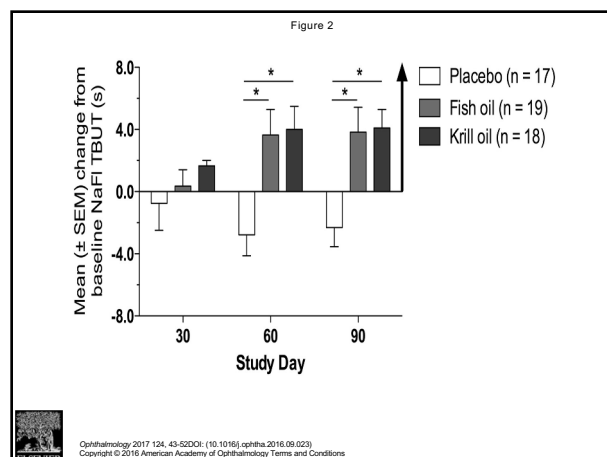 Figure 2
Mean (± SEM) change from
baseline NaFl TBUT (s)
8.0
4.0
0.0
-4.0
-8.0
*
*
*
*
30
60
90
Study Day
Placebo (n = 17)
Fish oil (n = 19)
Krill oil (n = 18)
ELSEVIER
Ophthalmology 2017 124, 43-52DOI: (10.1016/j.ophtha.2016.09.023)
Copyright © 2016 American Academy of Ophthalmology Terms and Conditions